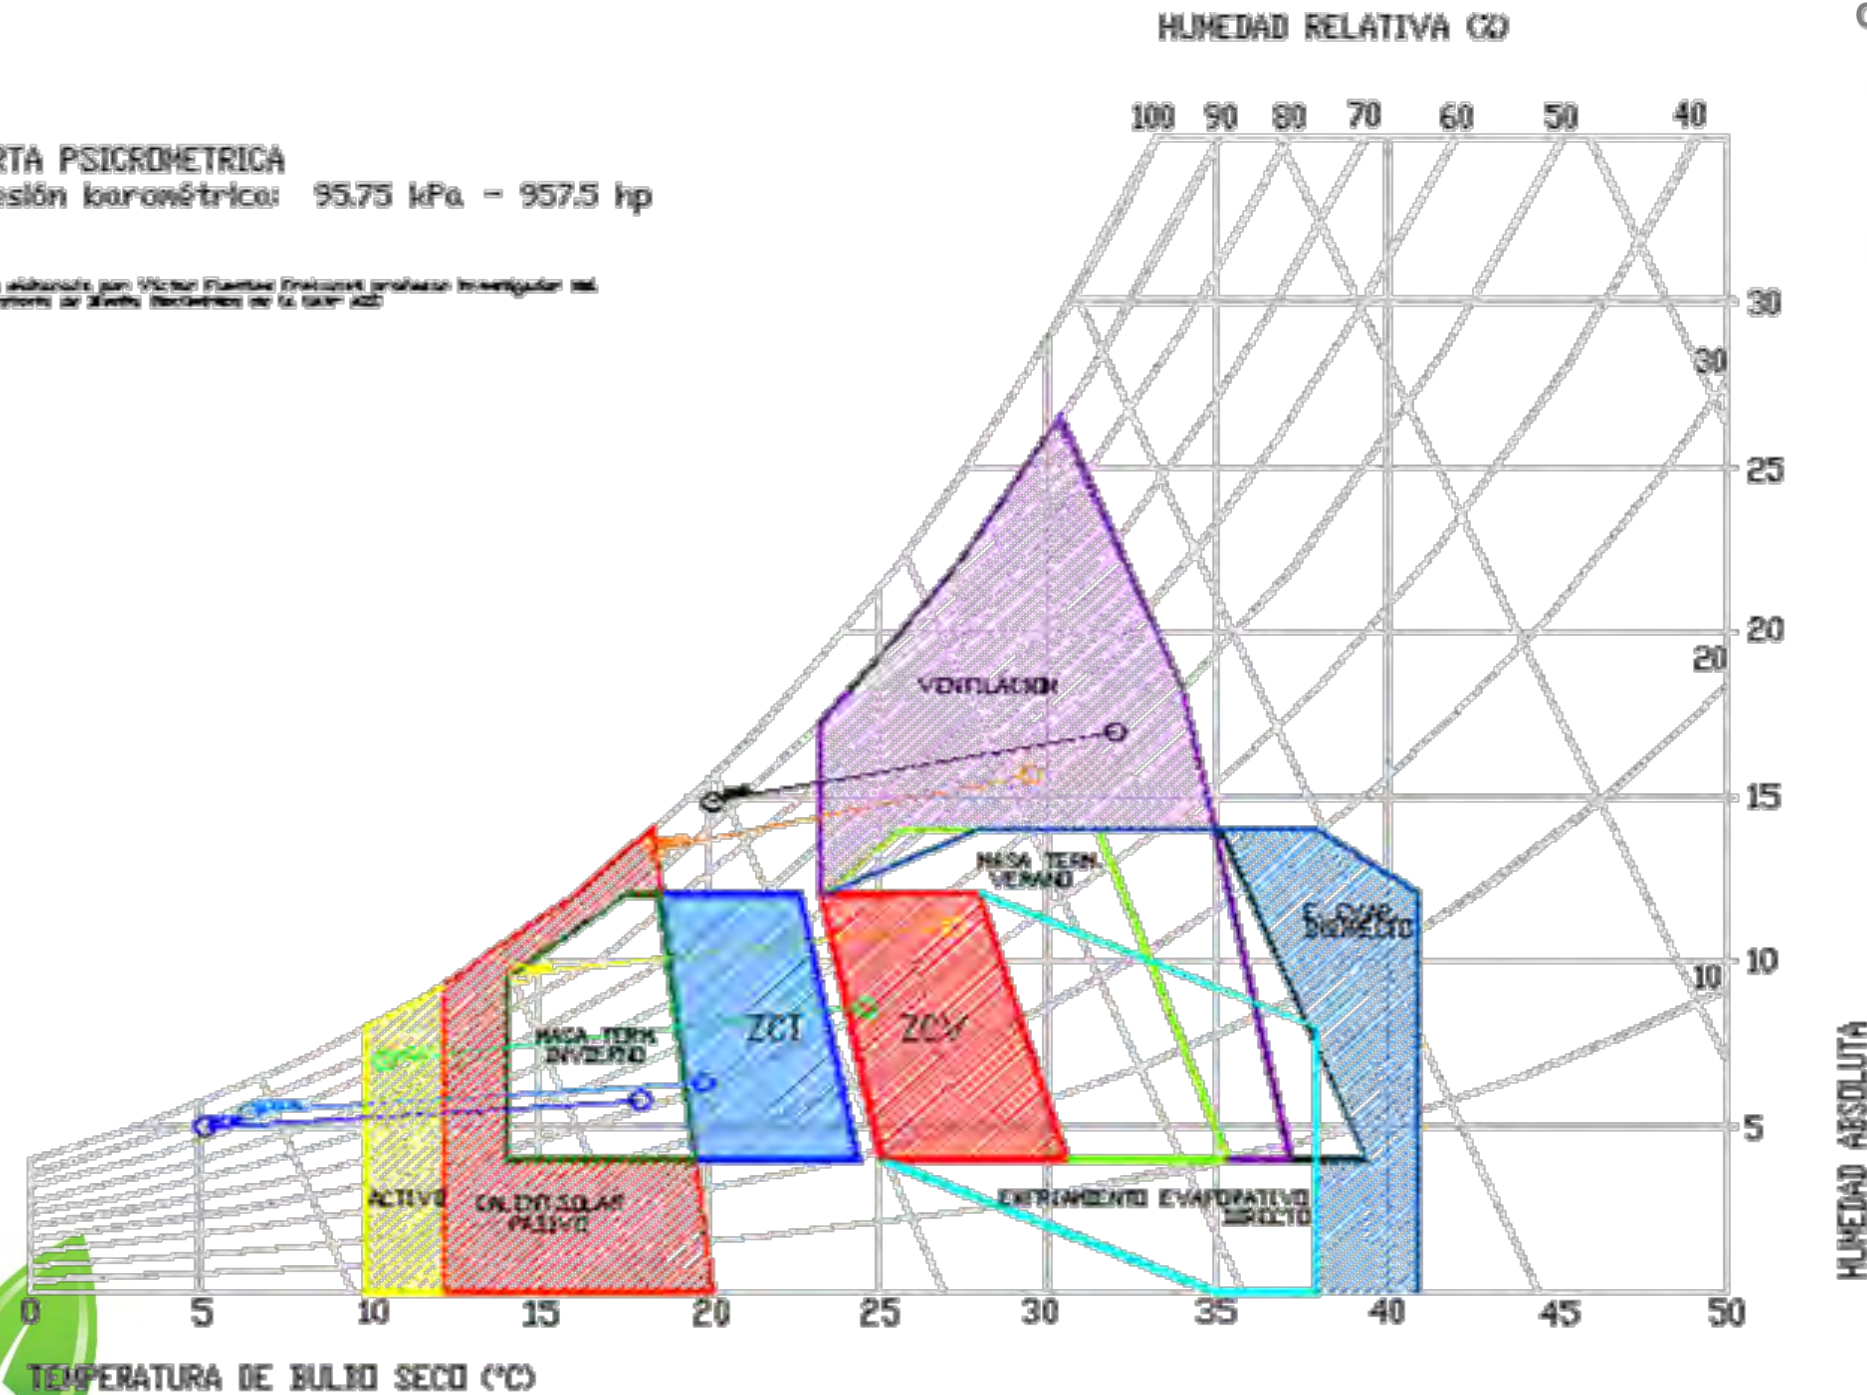 HUMEDAD RELATIVA (%)
100 90 80 70 60 50 40
RTA PSICROMETRICA
esión barométrica: 95.75 kPa - 957.5 hp
30
30
25
20
20
VENTILACION
15
MASA TERM.
VERANO
INDIRECTO
10
10
MASA TERM.
INVIERNO
ZCI
ZCV
5
ACTIVO
CALENT.SOLAR
PASIVO
ENFRIAMIENTO EVAPORATIVO
DIRECTO
0 5 10 15 20 25 30 35 40 45 50
TEMPERATURA DE BULBO SECO (°C)
HUMEDAD ABSOLUTA